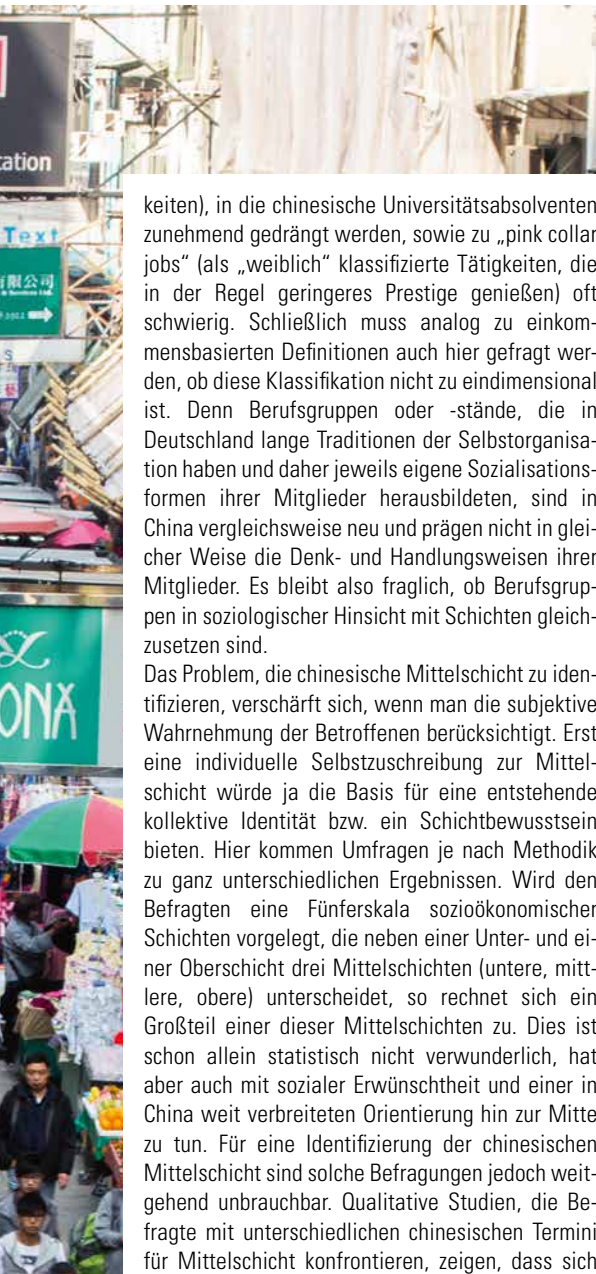 ation
Text
有限公司
ONA
keiten), in die chinesische Universitätsabsolventen
zunehmend gedrängt werden, sowie zu „pink collar
jobs“ (als „weiblich“ klassifizierte Tätigkeiten, die
in der Regel geringeres Prestige genießen) oft
schwierig. Schließlich muss analog zu einkom-
mensbasierten Definitionen auch hier gefragt wer-
den, ob diese Klassifikation nicht zu eindimensional
ist. Denn Berufsgruppen oder -stände, die in
Deutschland lange Traditionen der Selbstorganisa-
tion haben und daher jeweils eigene Sozialisations-
formen ihrer Mitglieder herausbildeten, sind in
China vergleichsweise neu und prägen nicht in glei-
cher Weise die Denk- und Handlungsweisen ihrer
Mitglieder. Es bleibt also fraglich, ob Berufsgrup-
pen in soziologischer Hinsicht mit Schichten gleich-
zusetzen sind.
Das Problem, die chinesische Mittelschicht zu iden-
tifizieren, verschärft sich, wenn man die subjektive
Wahrnehmung der Betroffenen berücksichtigt. Erst
eine individuelle Selbstzuschreibung zur Mittel-
schicht würde ja die Basis für eine entstehende
kollektive Identität bzw. ein Schichtbewusstsein
bieten. Hier kommen Umfragen je nach Methodik
zu ganz unterschiedlichen Ergebnissen. Wird den
Befragten eine Fünferskala sozioökonomischer
Schichten vorgelegt, die neben einer Unter- und ei-
ner Oberschicht drei Mittelschichten (untere, mitt-
lere, obere) unterscheidet, so rechnet sich ein
Großteil einer dieser Mittelschichten zu. Dies ist
schon allein statistisch nicht verwunderlich, hat
aber auch mit sozialer Erwünschtheit und einer in
China weit verbreiteten Orientierung hin zur Mitte
zu tun. Für eine Identifizierung der chinesischen
Mittelschicht sind solche Befragungen jedoch weit-
gehend unbrauchbar. Qualitative Studien, die Be-
fragte mit unterschiedlichen chinesischen Termini
für Mittelschicht konfrontieren, zeigen, dass sich